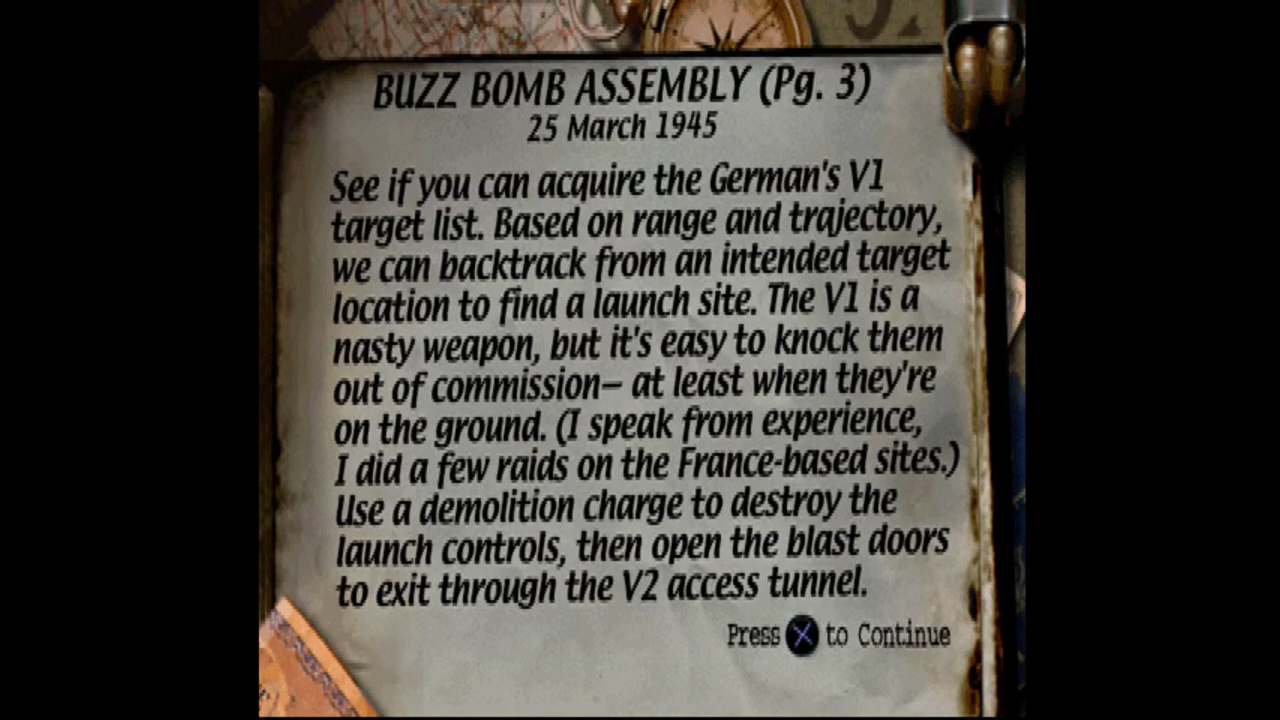 BUZZ BOMB ASSEMBLY (Pg. 3)
25 March 1945
See if you can acquire the German's V1
target list. Based on range and trajectory,
we can backtrack from an intended target
location to find a launch site. The V1 is a
nasty weapon, but it's easy to knock them
out of commission– at least when they're
on the ground. (I speak from experience,
I did a few raids on the France-based sites.)
Use a demolition charge to destroy the
launch controls, then open the blast doors
to exit through the V2 access tunnel.
Press X to Continue